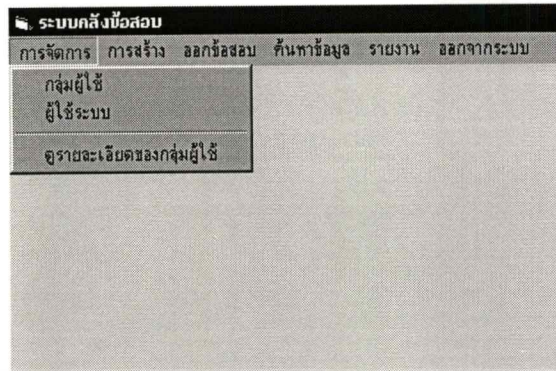 ระบบคลังข้อสอบ
การจัดการ การสร้าง ออกข้อสอบ ค้นหาข้อมูล รายงาน ออกจากระบบ
กลุ่มผู้ใช้
ผู้ใช้ระบบ
ดูรายละเอียดของกลุ่มผู้ใช้